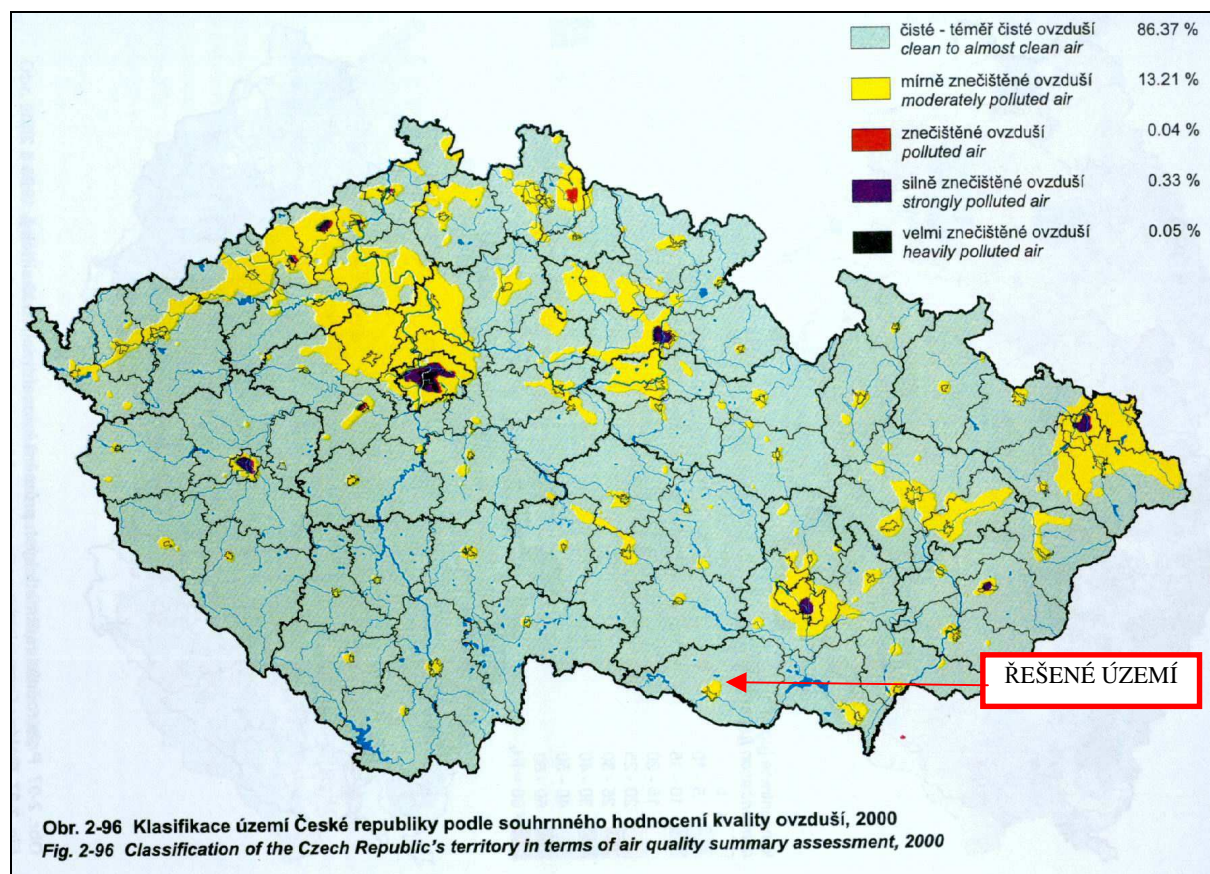 čisté - téměř čisté ovzduší 86.37 %
clean to almost clean air
mírně znečištěné ovzduší 13.21 %
moderately polluted air
znečištěné ovzduší 0.04 %
polluted air
silně znečištěné ovzduší 0.33 %
strongly polluted air
velmi znečištěné ovzduší 0.05 %
heavily polluted air
ŘEŠENÉ ÚZEMÍ
Obr. 2-96 Klasifikace území České republiky podle souhrnného hodnocení kvality ovzduší, 2000
Fig. 2-96 Classification of the Czech Republic's territory in terms of air quality summary assessment, 2000